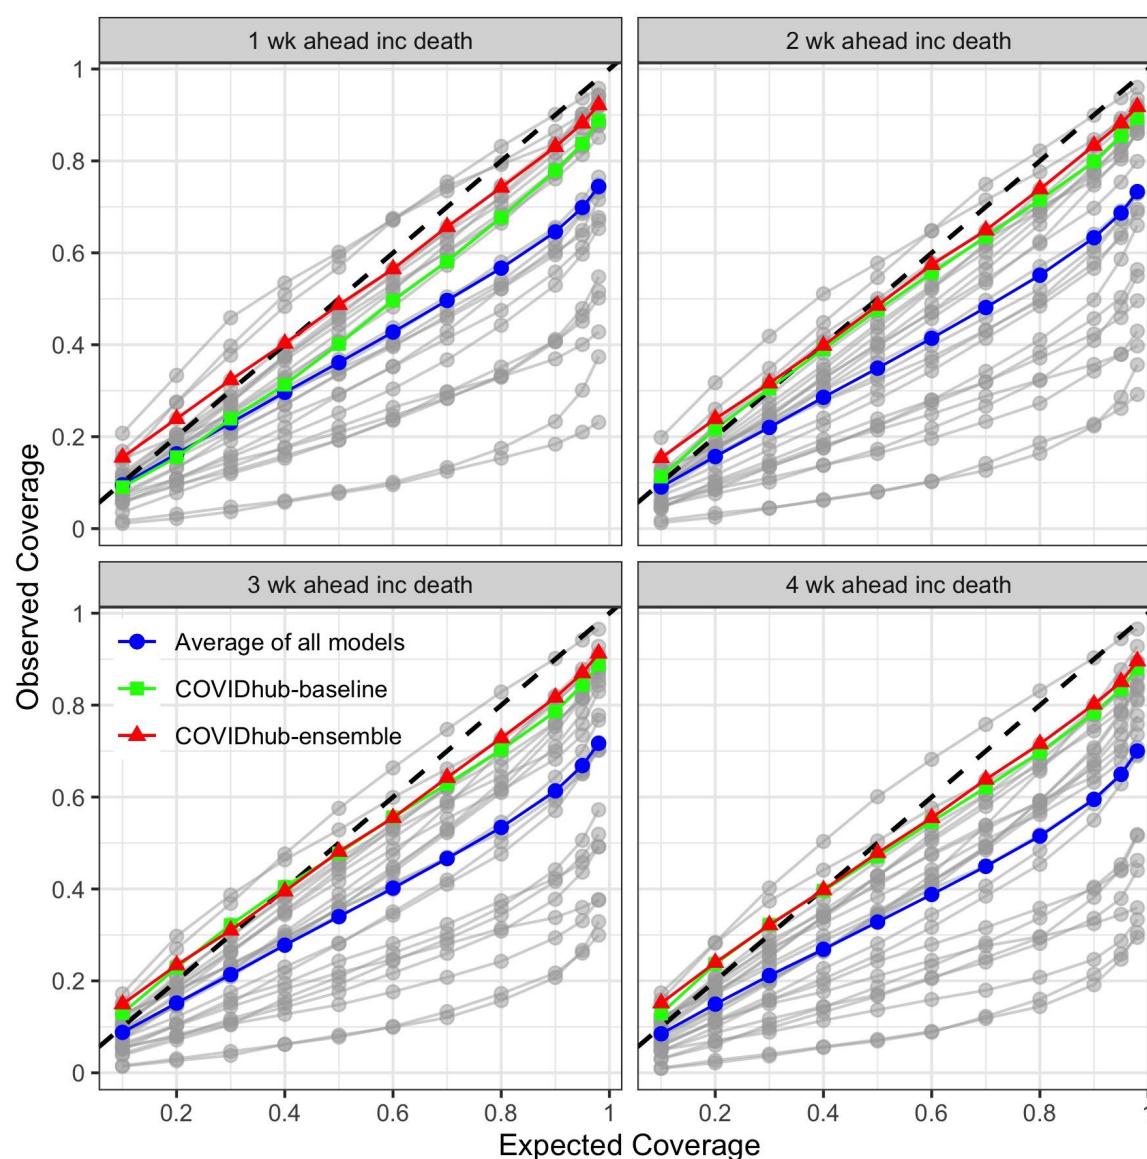 1 wk ahead inc death
2 wk ahead inc death
1
0.8
0.6
0.4
0.2
0
Observed Coverage
3 wk ahead inc death
4 wk ahead inc death
1
0.8
0.6
0.4
0.2
0
Average of all models
COVIDhub-baseline
COVIDhub-ensemble
0.2 0.4 0.6 0.8 1 0.2 0.4 0.6 0.8 1
Expected Coverage